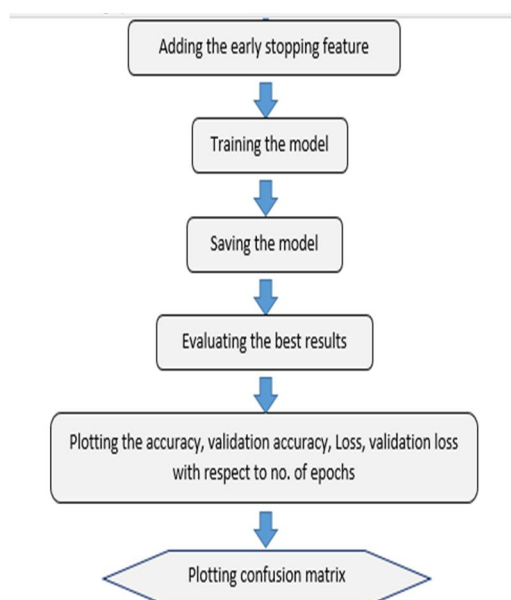 Adding the early stopping feature
Training the model
Saving the model
Evaluating the best results
Plotting the accuracy, validation accuracy, Loss, validation loss
with respect to no. of epochs
Plotting confusion matrix